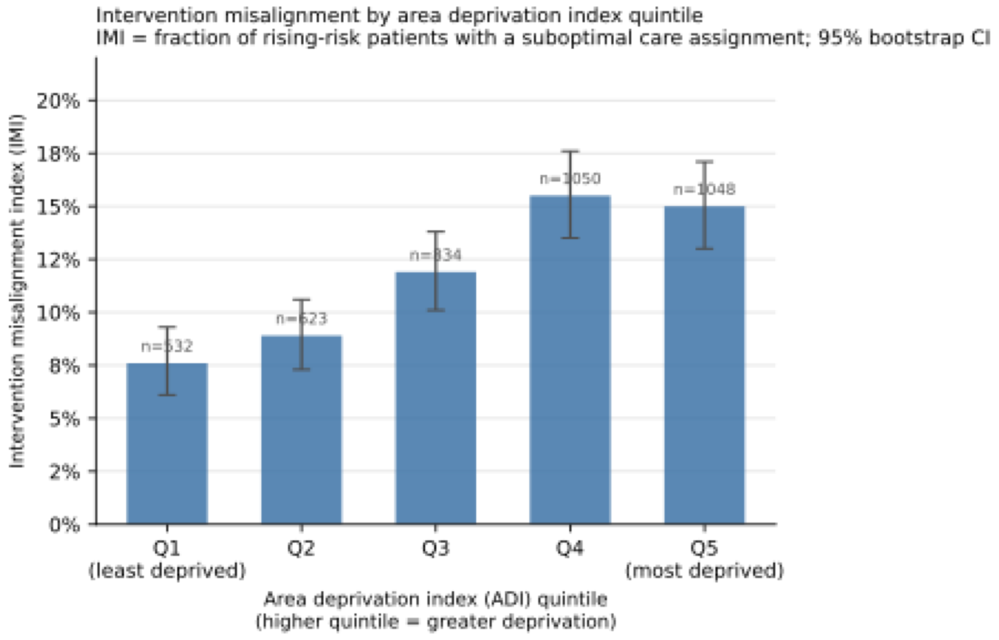 Intervention misalignment by area deprivation index quintile
IMI = fraction of rising-risk patients with a suboptimal care assignment; 95% bootstrap CI
Intervention misalignment index (IMI)
20%
18%
15%
12%
10%
8%
5%
2%
0%
n=532
n=623
n=834
n=1050
n=1048
Q1
(least deprived)
Q2
Q3
Q4
Q5
(most deprived)
Area deprivation index (ADI) quintile
(higher quintile = greater deprivation)